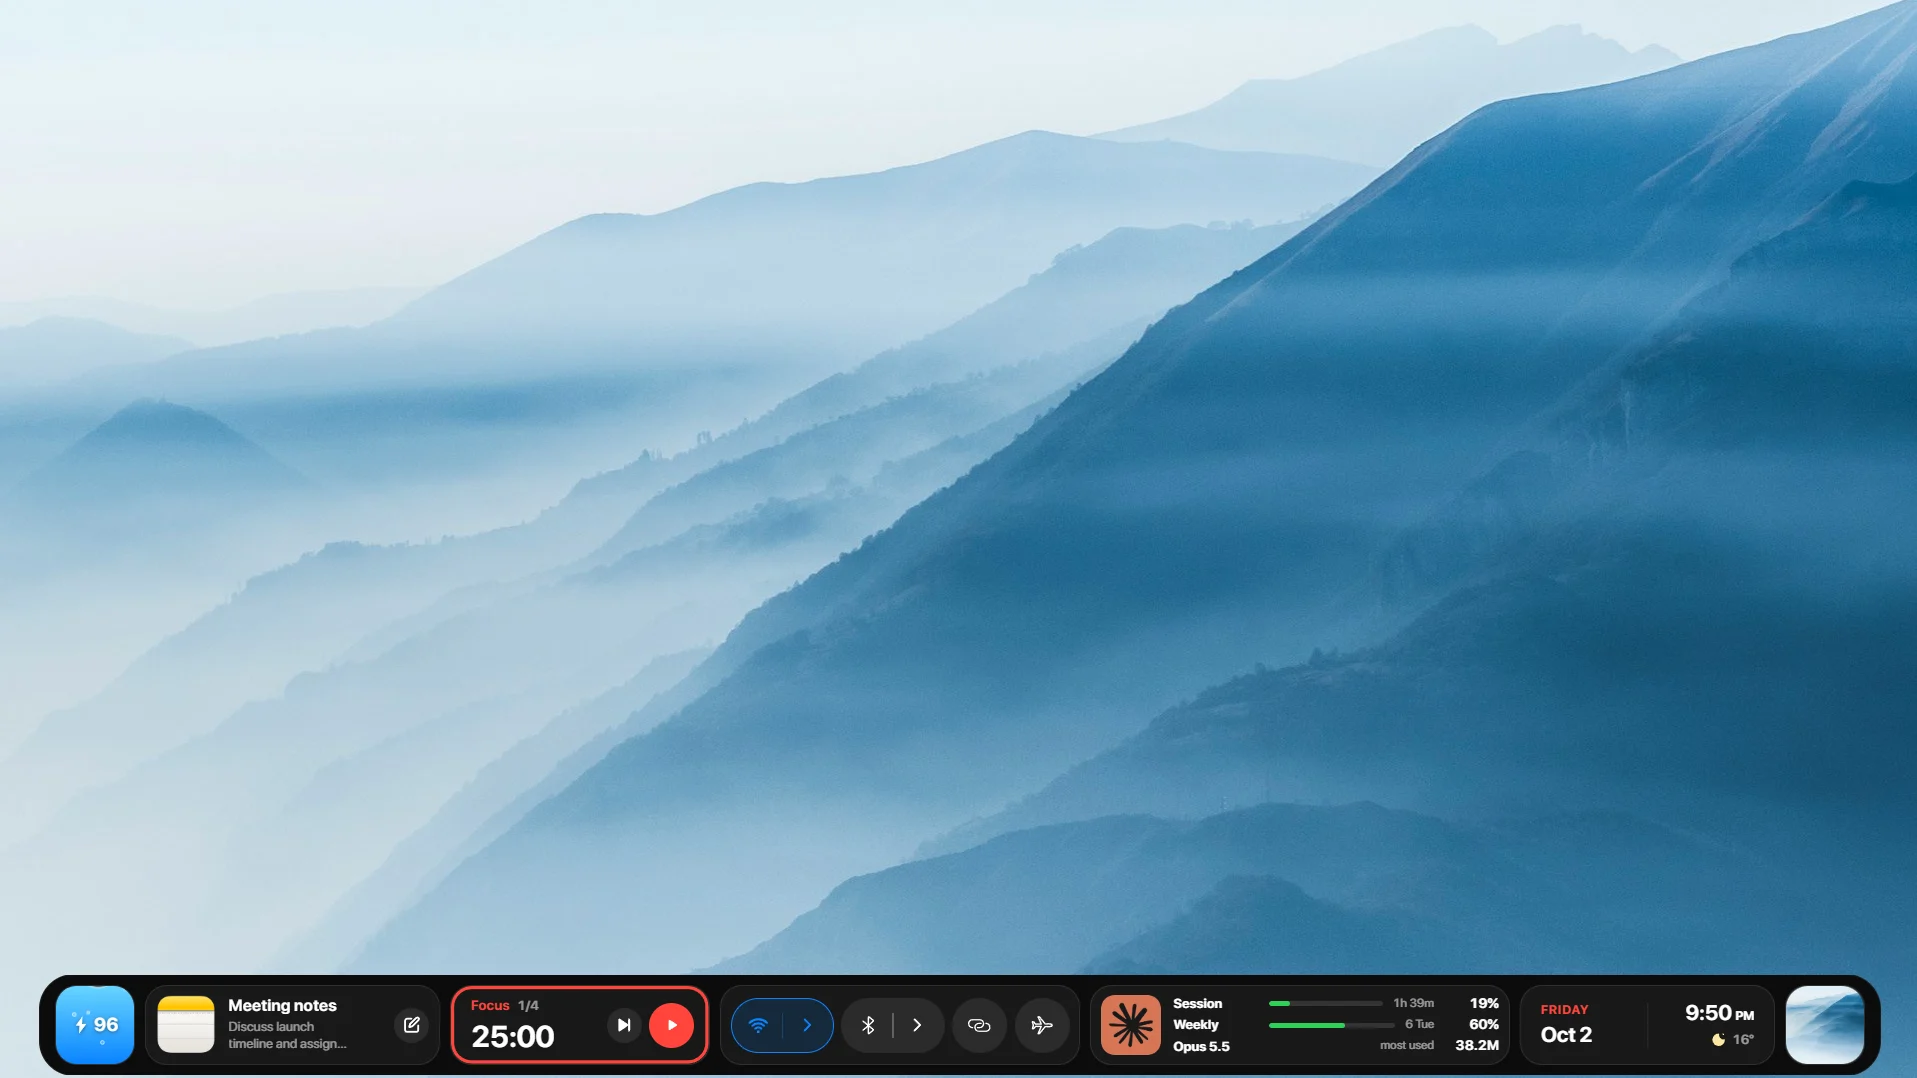 96
Meeting notes
Discuss launch
timeline and assign...
Focus 1/4
25:00
Session 1h 39m 19%
Weekly 6 Tue 60%
Opus 5.5 most used 38.2M
FRIDAY
Oct 2
9:50 PM
16°